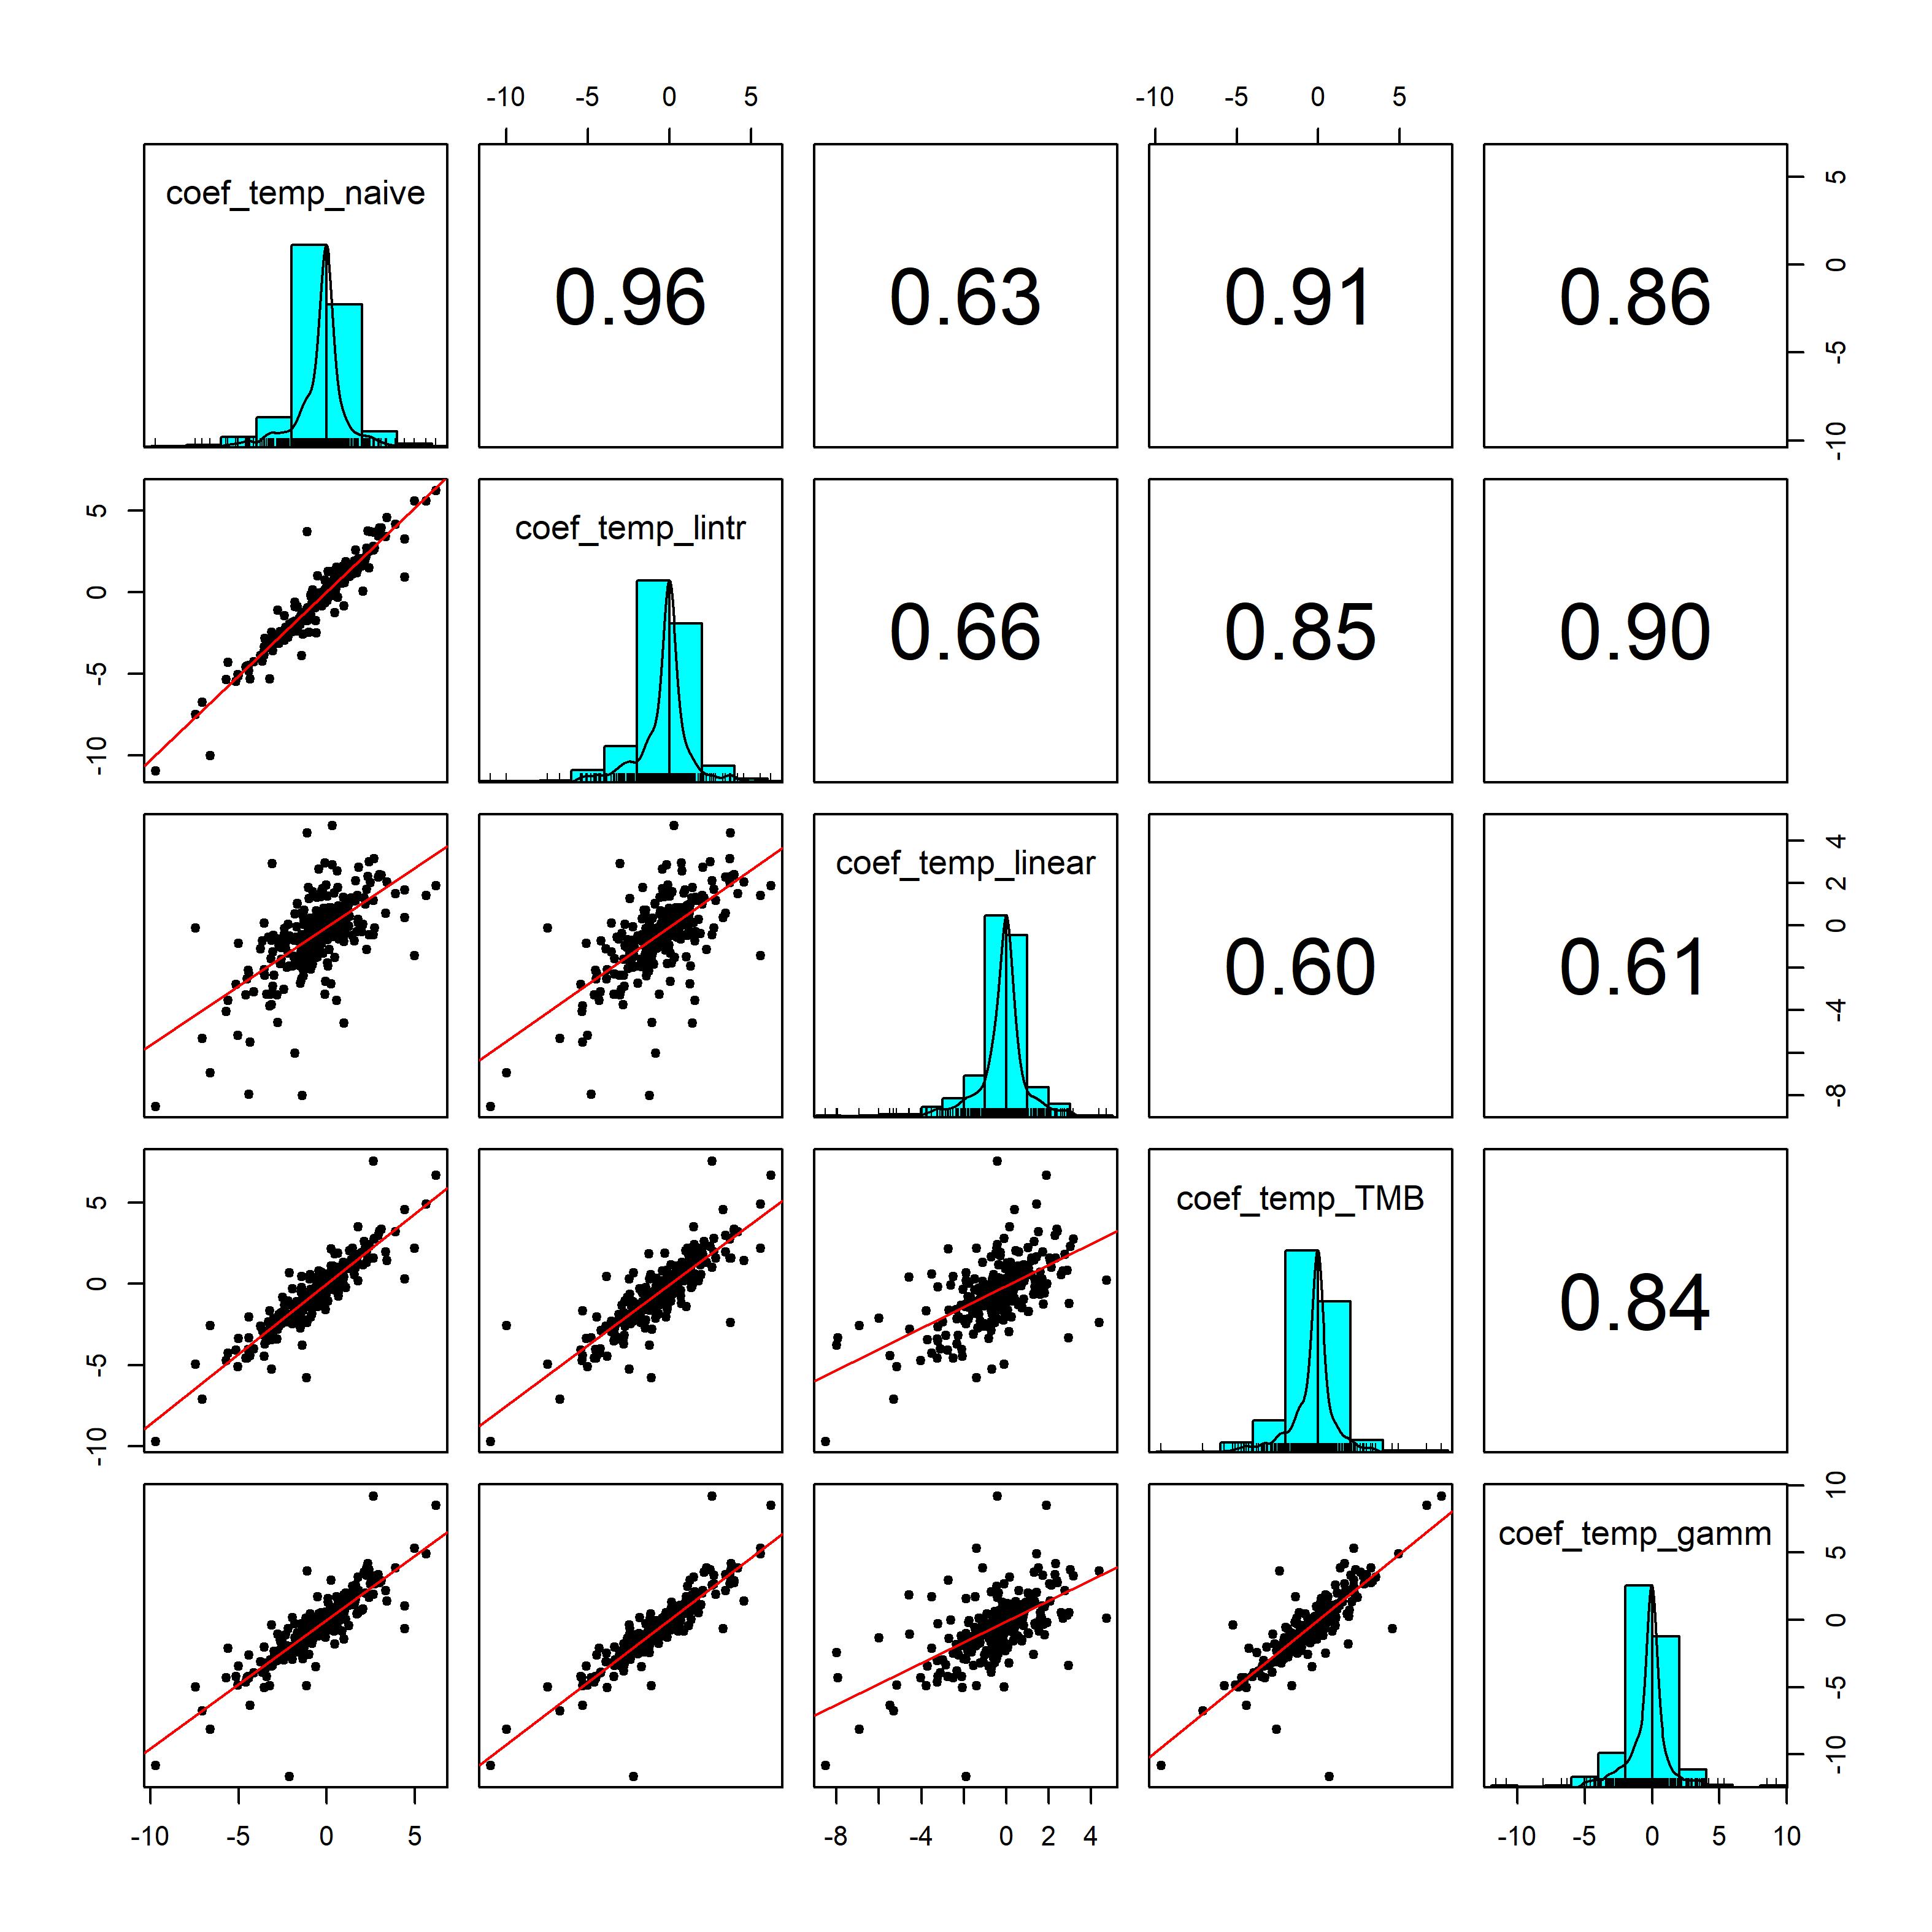 -10 -5 0 5 -10 -5 0 5
coef_temp_naive 0.96 0.63 0.91 0.86
5 0 -5 -10
5 0 -5 -10
coef_temp_lintr 0.66 0.85 0.90
coef_temp_linear 0.60 0.61
4 2 0 -4 -8
5 0 -5 -10
coef_temp_TMB 0.84
coef_temp_gamm
10 5 0 -5 -10
-10 -5 0 5 -8 -4 0 2 4 -10 -5 0 5 10